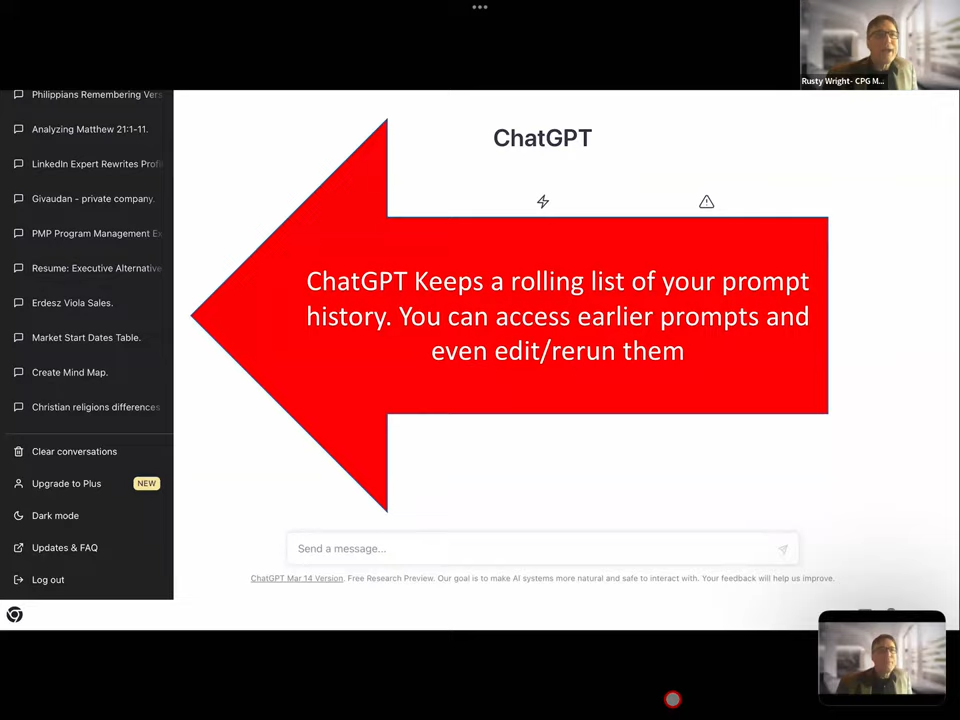 Rusty Wright- CPG M...
Philippians Remembering Vers
Analyzing Matthew 21:1-11.
LinkedIn Expert Rewrites Profi
Givaudan - private company.
PMP Program Management Ex
Resume: Executive Alternative
Erdesz Viola Sales.
Market Start Dates Table.
Create Mind Map.
Christian religions differences
Clear conversations
Upgrade to Plus NEW
Dark mode
Updates & FAQ
Log out
ChatGPT
ChatGPT Keeps a rolling list of your prompt
history. You can access earlier prompts and
even edit/rerun them
Send a message...
ChatGPT Mar 14 Version. Free Research Preview. Our goal is to make AI systems more natural and safe to interact with. Your feedback will help us improve.